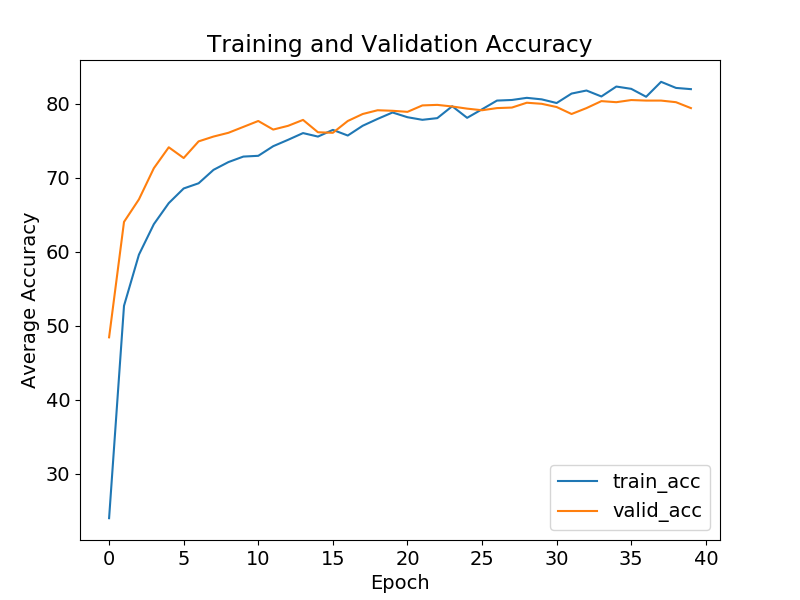 Training and Validation Accuracy
Average Accuracy
80
70
60
50
40
30
train_acc
valid_acc
0 5 10 15 20 25 30 35 40
Epoch